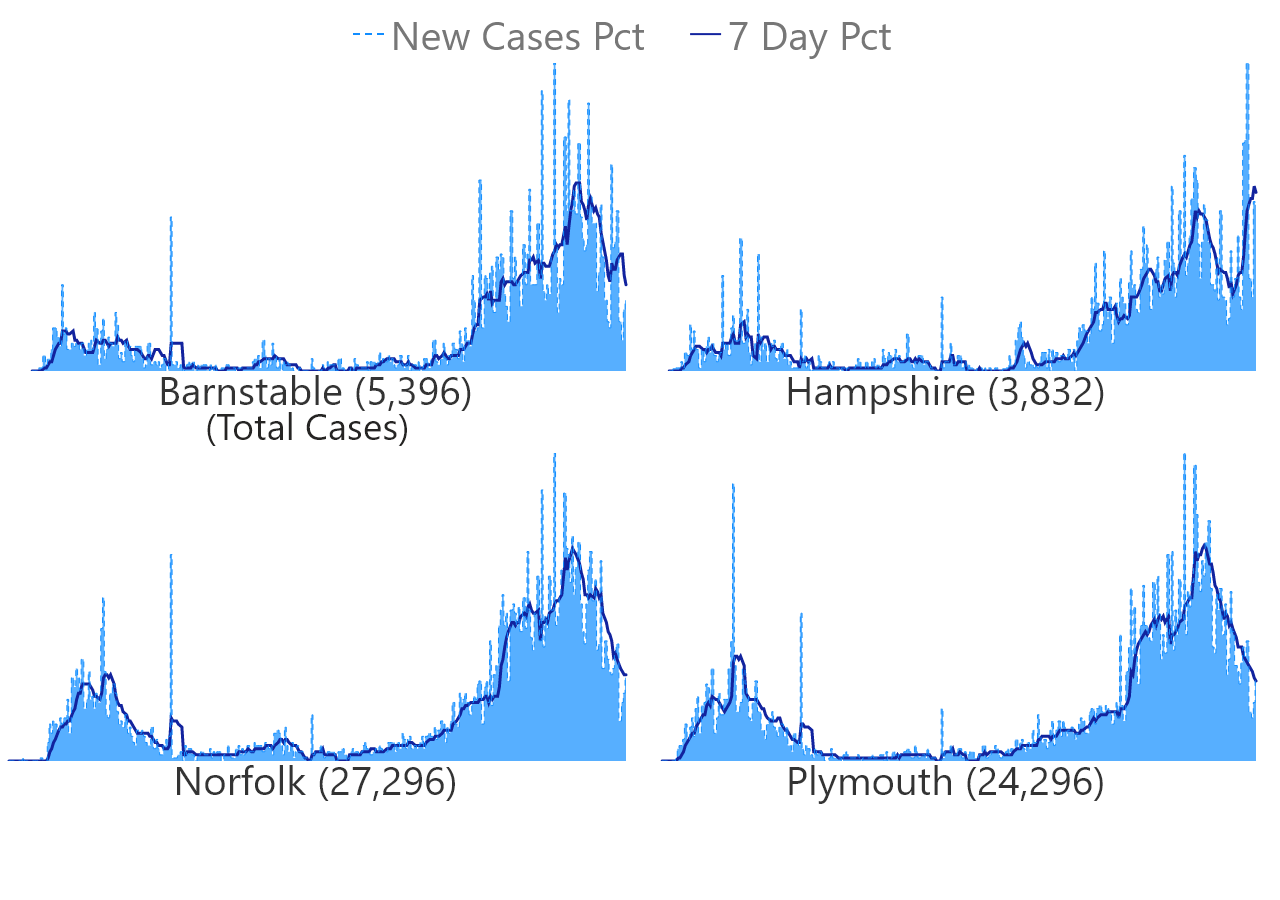 New Cases Pct 7 Day Pct
Barnstable (5,396) Hampshire (3,832)
(Total Cases)
Norfolk (27,296) Plymouth (24,296)